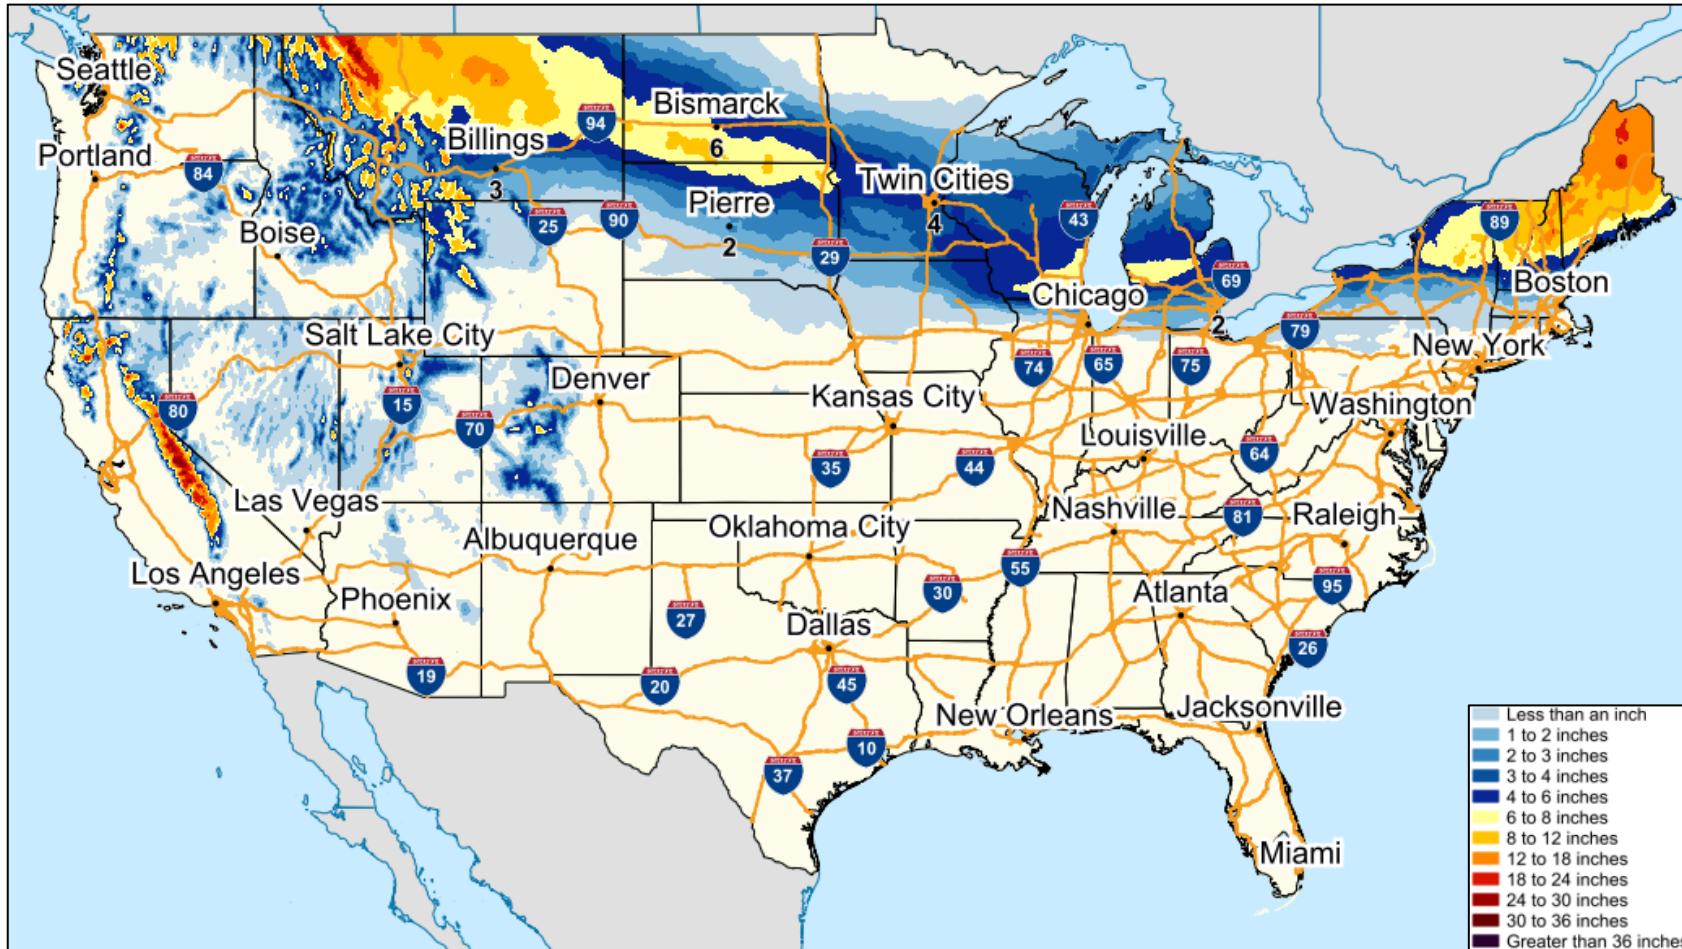 Seattle
Bismarck
94
Billings
6
Portland
84
3
Twin Cities
Pierre
43
4
25
90
89
Boise
2
29
69
Boston
Chicago
Salt Lake City
2
79
New York
74
65
75
Denver
15
80
Kansas City
Washington
70
Louisville
64
35
44
Las Vegas
Nashville
81
Raleigh
Oklahoma City
Albuquerque
55
Los Angeles
95
Phoenix
30
Atlanta
27
Dallas
26
19
20
45
New Orleans
Jacksonville
10
37
Miami
Less than an inch
1 to 2 inches
2 to 3 inches
3 to 4 inches
4 to 6 inches
6 to 8 inches
8 to 12 inches
12 to 18 inches
18 to 24 inches
24 to 30 inches
30 to 36 inches
Greater than 36 inches